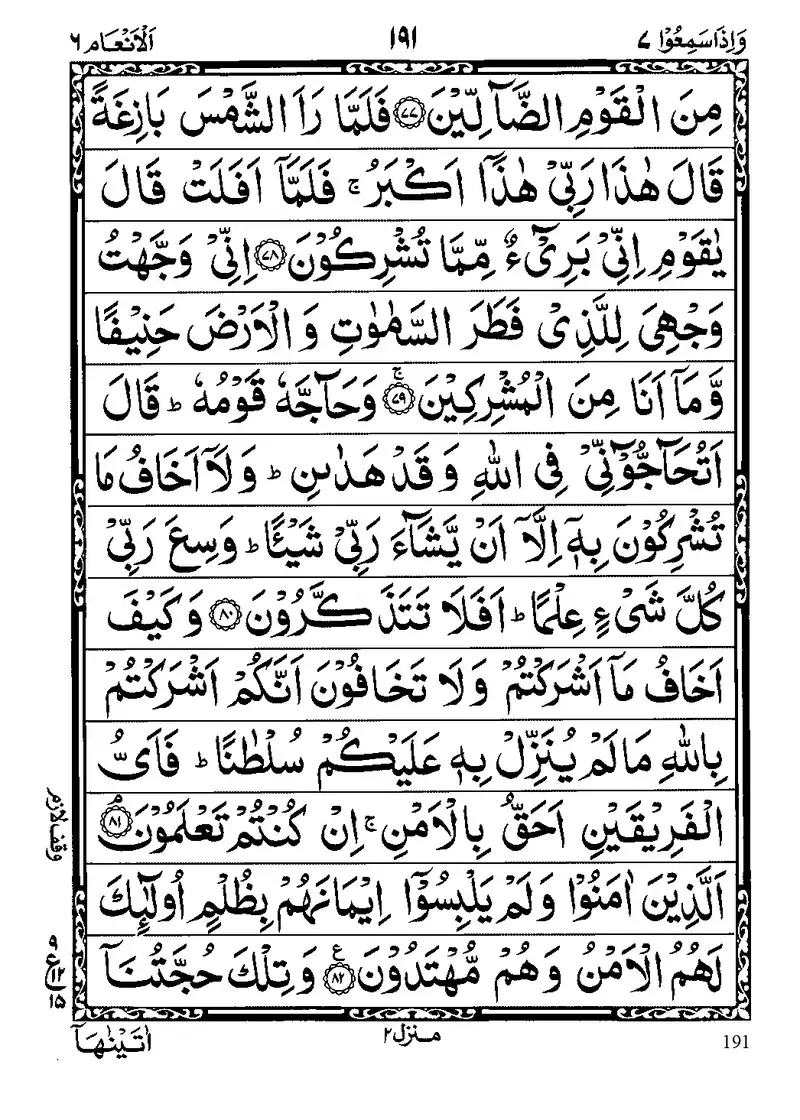 وَاِذَاسَمِعُوْا ٧
١٩١
اَلْاَنْعَام ٦
مِنَ الْقَوْمِ الضَّآلِّيْنَ ﴿٧٧﴾ فَلَمَّا رَاَ الشَّمْسَ بَازِغَةً
قَالَ هٰذَا رَبِّيْ هٰذَاۤ اَكْبَرُ ۚ فَلَمَّاۤ اَفَلَتْ قَالَ
يٰقَوْمِ اِنِّيْ بَرِيْٓءٌ مِّمَّا تُشْرِكُوْنَ ﴿٧٨﴾ اِنِّيْ وَجَّهْتُ
وَجْهِيَ لِلَّذِيْ فَطَرَ السَّمٰوٰتِ وَ الْاَرْضَ حَنِيْفًا
وَّمَاۤ اَنَا مِنَ الْمُشْرِكِيْنَ ۚ﴿٧٩﴾ وَحَآجَّهٗ قَوْمُهٗ ؕ قَالَ
اَتُحَآجُّوْٓنِّيْ فِي اللّٰهِ وَ قَدْ هَدٰىنِ ؕ وَ لَاۤ اَخَافُ مَا
تُشْرِكُوْنَ بِهٖۤ اِلَّاۤ اَنْ يَّشَآءَ رَبِّيْ شَيْـًٔا ؕ وَسِعَ رَبِّيْ
كُلَّ شَيْءٍ عِلْمًا ؕ اَفَلَا تَتَذَكَّرُوْنَ ﴿٨٠﴾ وَكَيْفَ
اَخَافُ مَاۤ اَشْرَكْتُمْ وَلَا تَخَافُوْنَ اَنَّكُمْ اَشْرَكْتُمْ
بِاللّٰهِ مَا لَمْ يُنَزِّلْ بِهٖ عَلَيْكُمْ سُلْطٰنًا ؕ فَاَيُّ
الْفَرِيْقَيْنِ اَحَقُّ بِالْاَمْنِ ۚ اِنْ كُنْتُمْ تَعْلَمُوْنَ ۘ﴿٨١﴾
وقف لازم
اَلَّذِيْنَ اٰمَنُوْا وَلَمْ يَلْبِسُوْۤا اِيْمَانَهُمْ بِظُلْمٍ اُولٰٓئِكَ
لَهُمُ الْاَمْنُ وَهُمْ مُّهْتَدُوْنَ ﴿٨٢﴾ ع وَتِلْكَ حُجَّتُنَاۤ
٩
ع ١٢
١٥
منزل ٢
اٰتَيْنٰهَاۤ
191